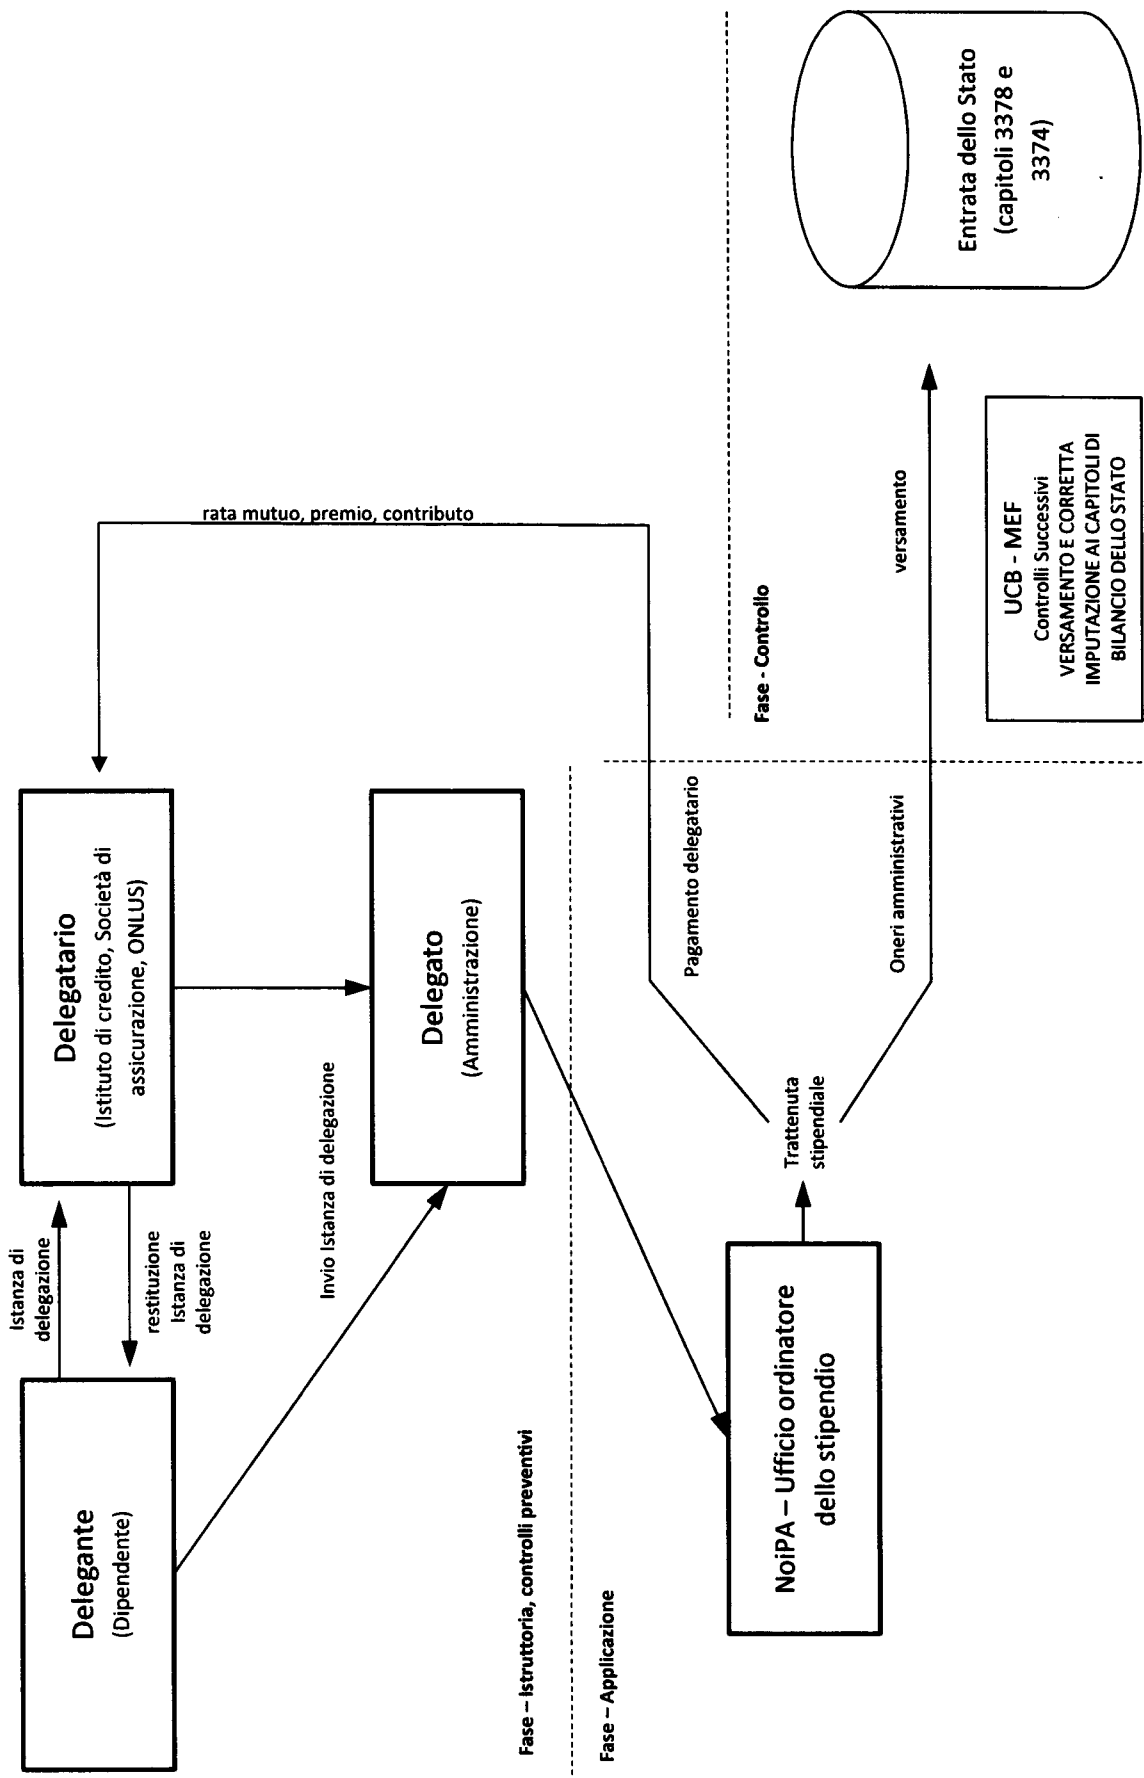 Delegante
(Dipendente)
Istanza di
delegazione
restituzione
Istanza di
delegazione
Delegatario
(Istituto di credito, Società di
assicurazione, ONLUS)
rata mutuo, premio, contributo
Invio Istanza di delegazione
Delegato
(Amministrazione)
Fase – Istruttoria, controlli preventivi
Fase – Applicazione
NoiPA – Ufficio ordinatore
dello stipendio
Trattenuta
stipendiale
Pagamento delegatario
Oneri amministrativi
Fase - Controllo
versamento
Entrata dello Stato
(capitoli 3378 e
3374)
UCB - MEF
Controlli Successivi
VERSAMENTO E CORRETTA
IMPUTAZIONE AI CAPITOLI DI
BILANCIO DELLO STATO